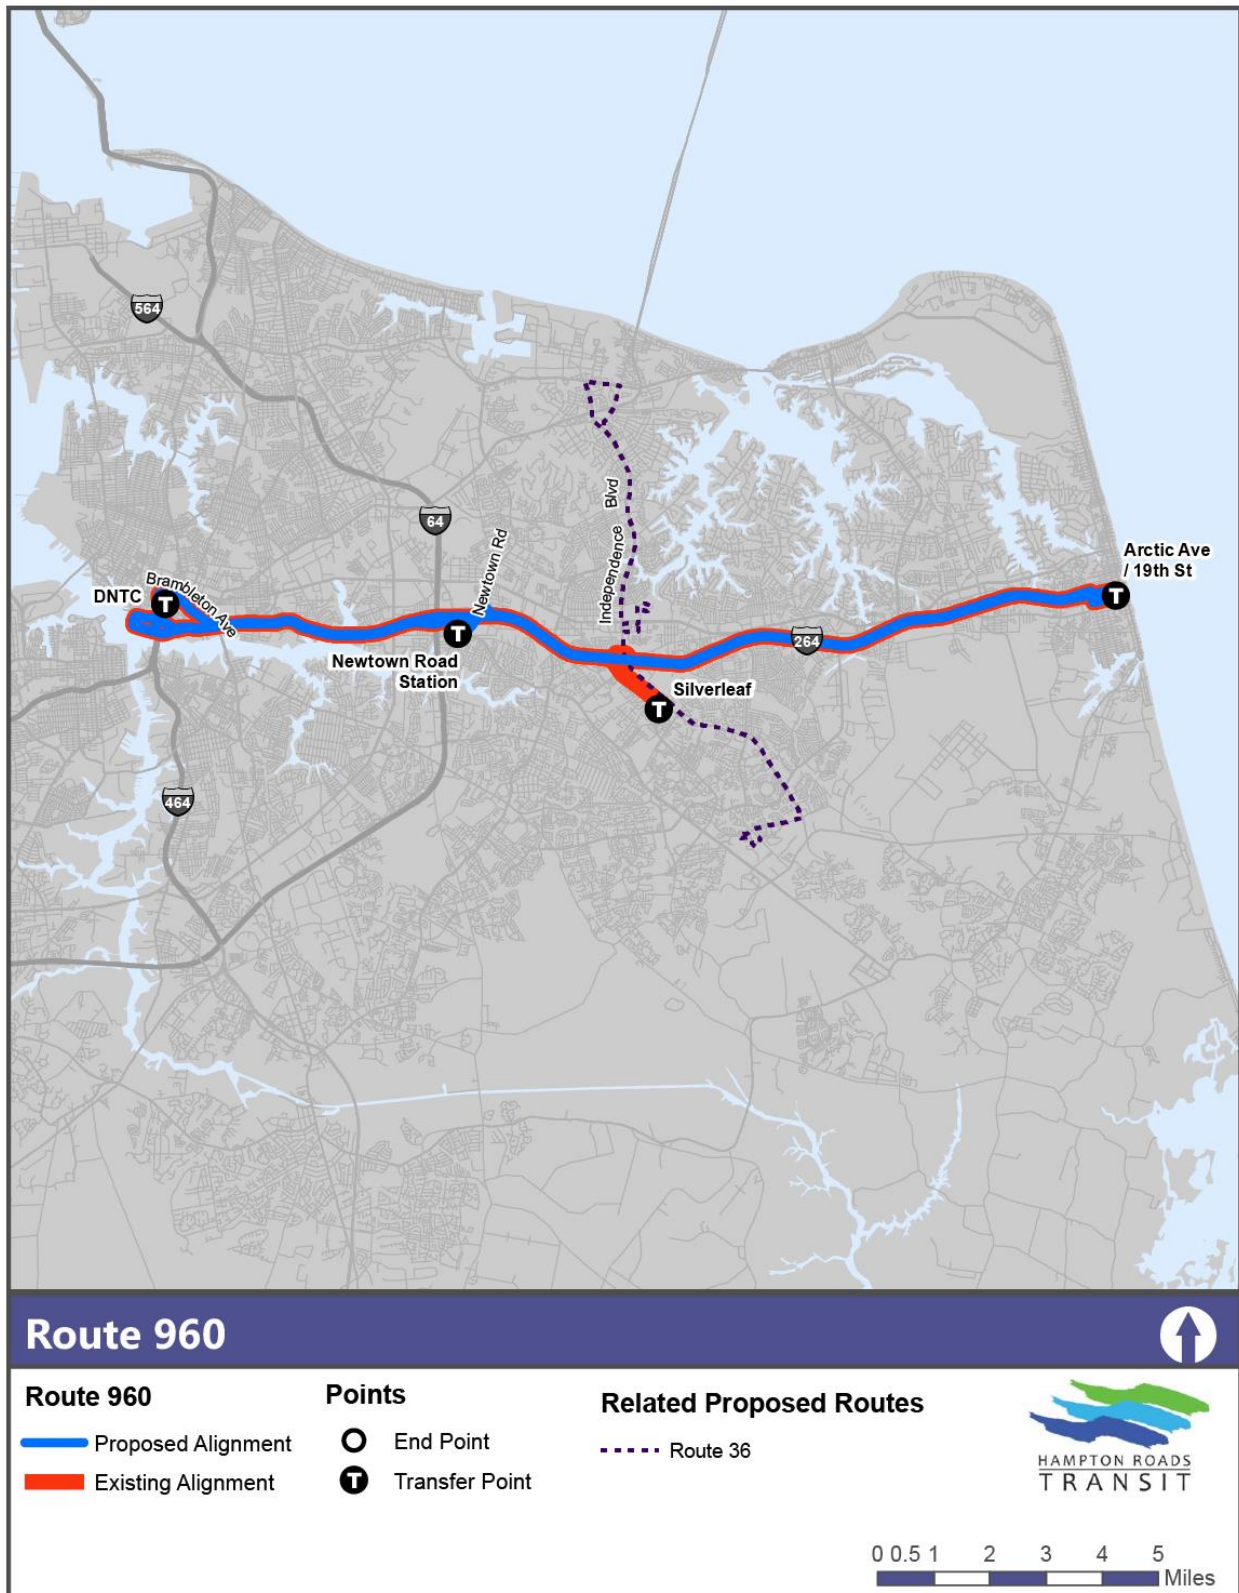 564
64
Independence Blvd
Newtown Rd
Arctic Ave
/ 19th St
DNTC
T
Brambleton Ave
T
T
264
Newtown Road
Station
Silverleaf
T
464
Route 960
Route 960
Proposed Alignment
Existing Alignment
Points
End Point
T Transfer Point
Related Proposed Routes
Route 36
HAMPTON ROADS
TRANSIT
0 0.5 1 2 3 4 5
Miles